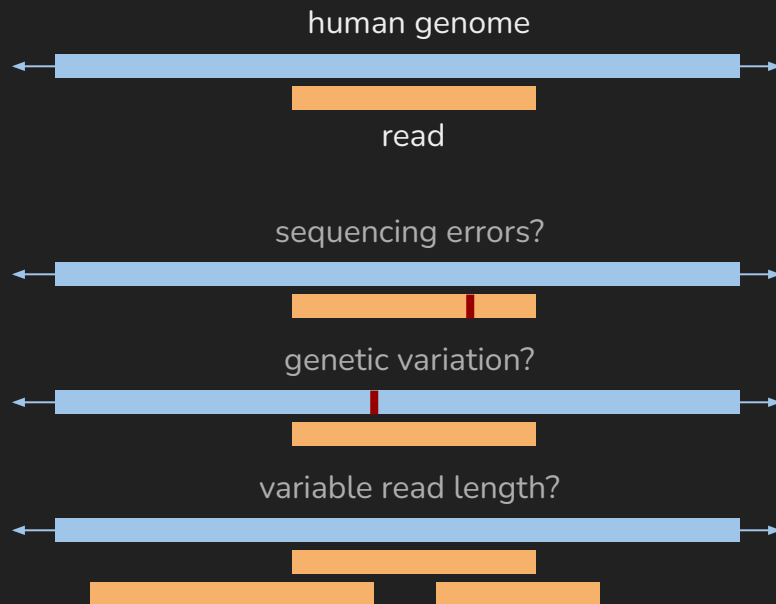 human genome
read
sequencing errors?
genetic variation?
variable read length?